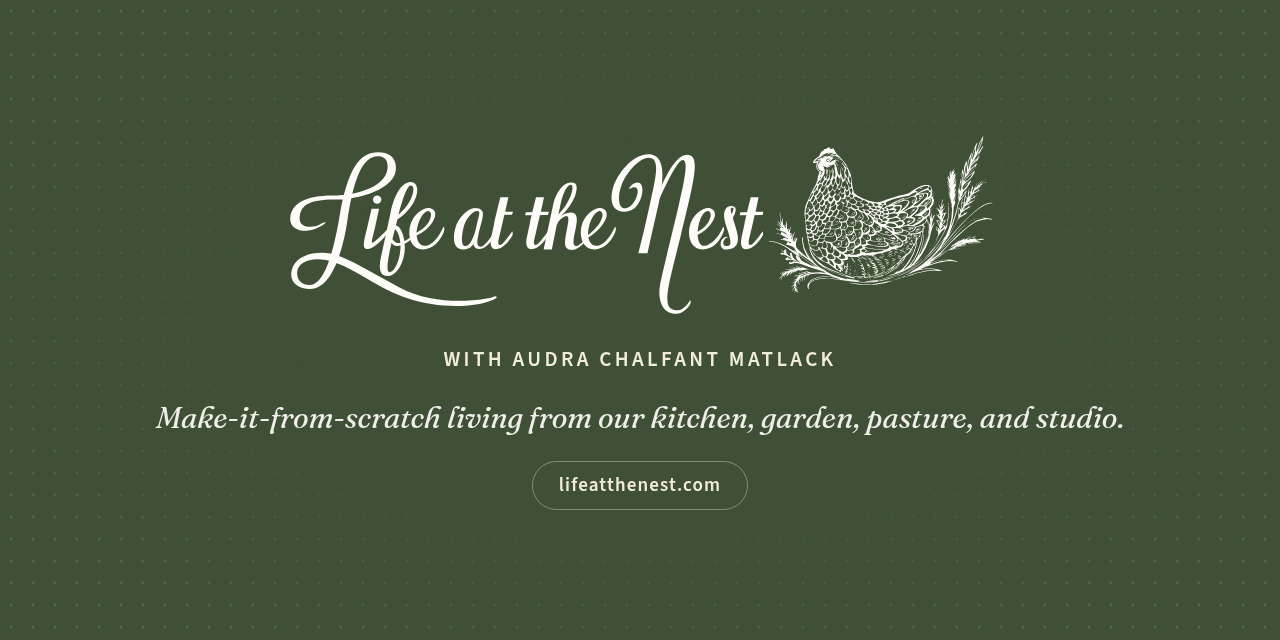 Life at the Nest
WITH AUDRA CHALFANT MATLACK
Make-it-from-scratch living from our kitchen, garden, pasture, and studio.
lifeatthenest.com